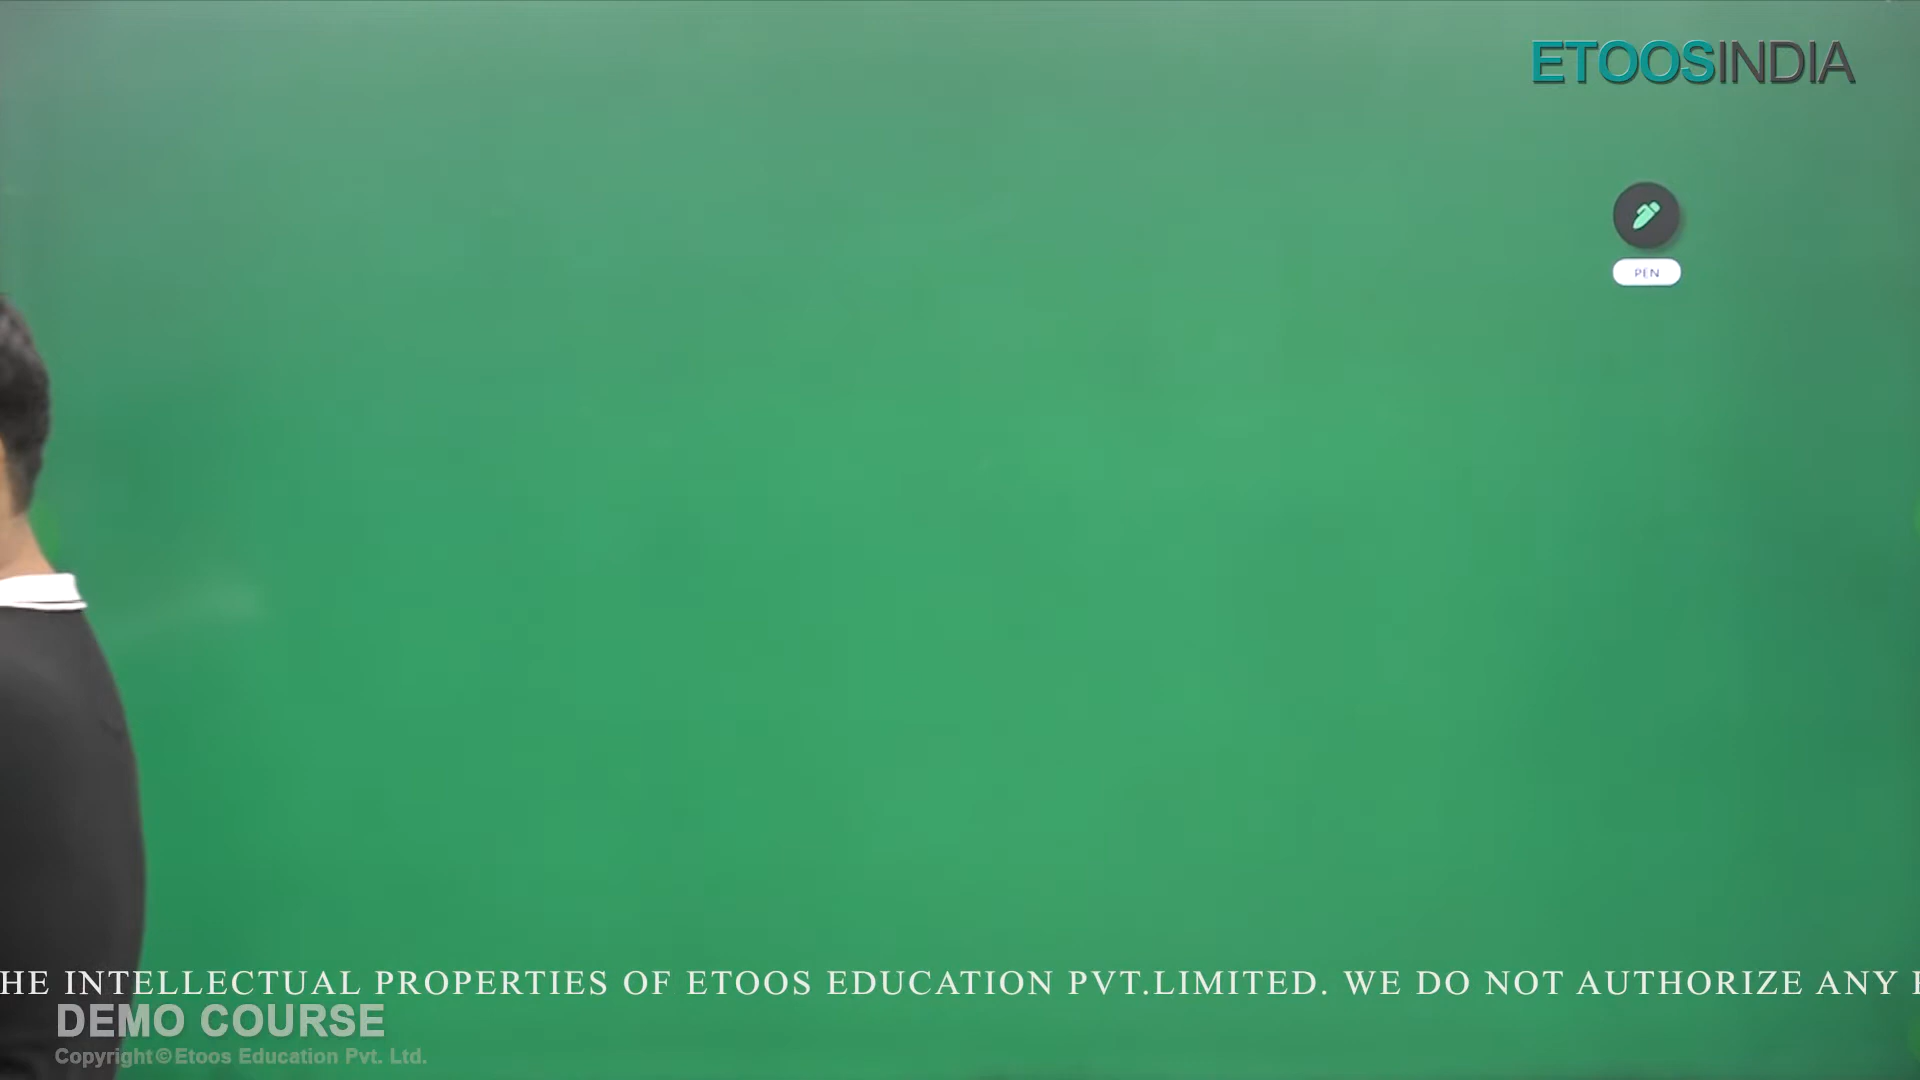 ETOOSINDIA
PEN
HE INTELLECTUAL PROPERTIES OF ETOOS EDUCATION PVT.LIMITED. WE DO NOT AUTHORIZE ANY
DEMO COURSE
Copyright©Etoos Education Pvt. Ltd.